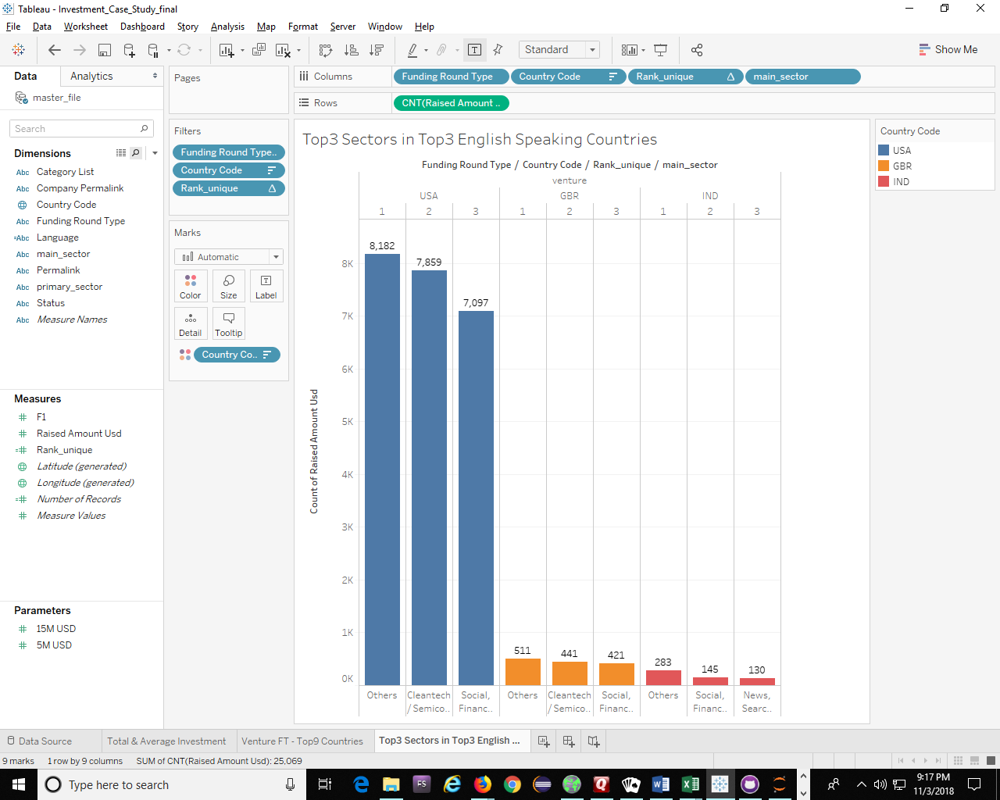 Tableau - Investment_Case_Study_final
File Data Worksheet Dashboard Story Analysis Map Format Server Window Help
Standard
Show Me
Data Analytics
master_file
Search
Dimensions
Abc Category List
Abc Company Permalink
Country Code
Abc Funding Round Type
=Abc Language
Abc main_sector
Abc Permalink
Abc primary_sector
Abc Status
Abc Measure Names
Measures
# F1
# Raised Amount Usd
=# Rank_unique
Latitude (generated)
Longitude (generated)
=# Number of Records
# Measure Values
Parameters
# 15M USD
# 5M USD
Pages
Filters
Funding Round Type..
Country Code
Rank_unique Δ
Marks
Automatic
Color Size Label
Detail Tooltip
Country Co..
Columns Funding Round Type Country Code Rank_unique Δ main_sector
Rows CNT(Raised Amount ..
Top3 Sectors in Top3 English Speaking Countries
Funding Round Type / Country Code / Rank_unique / main_sector
venture
USA GBR IND
1 2 3 1 2 3 1 2 3
Count of Raised Amount Usd
8K
7K
6K
5K
4K
3K
2K
1K
0K
8,182
7,859
7,097
511
441
421
283
145
130
Others
Cleantech
/ Semico..
Social,
Financ..
Others
Cleantech
/ Semico..
Social,
Financ..
Others
Social,
Financ..
News,
Searc..
Country Code
USA
GBR
IND
Data Source Total & Average Investment Venture FT - Top9 Countries Top3 Sectors in Top3 English ...
9 marks 1 row by 9 columns SUM of CNT(Raised Amount Usd): 25,069
Type here to search
FS
9:17 PM
11/3/2018